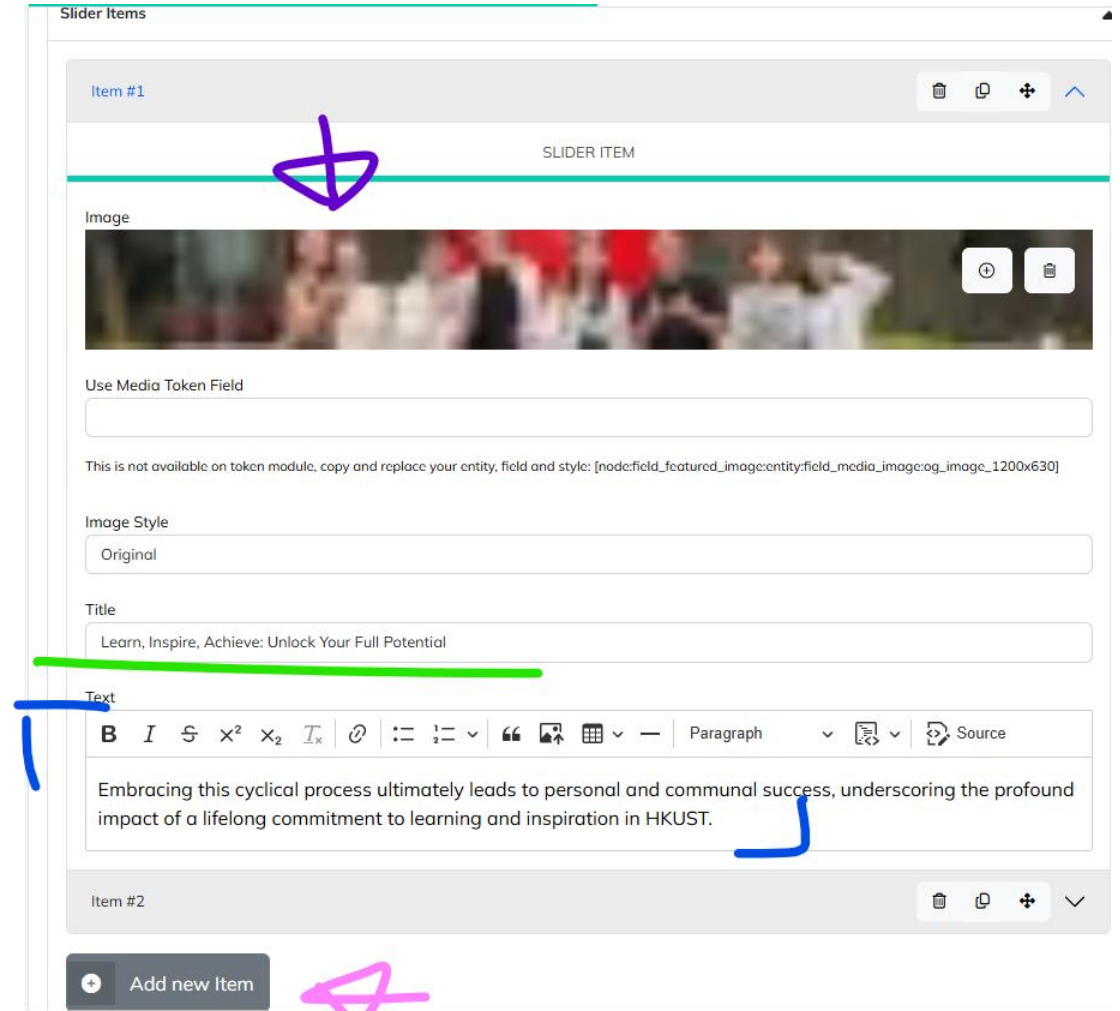 Slider Items
Item #1
SLIDER ITEM
Image
Use Media Token Field
This is not available on token module, copy and replace your entity, field and style: [node:field_featured_image:entity:field_media_image:og_image_1200x630]
Image Style
Original
Title
Learn, Inspire, Achieve: Unlock Your Full Potential
Text
B I S x² x₂ Tx Paragraph Source
Embracing this cyclical process ultimately leads to personal and communal success, underscoring the profound
impact of a lifelong commitment to learning and inspiration in HKUST.
Item #2
Add new Item